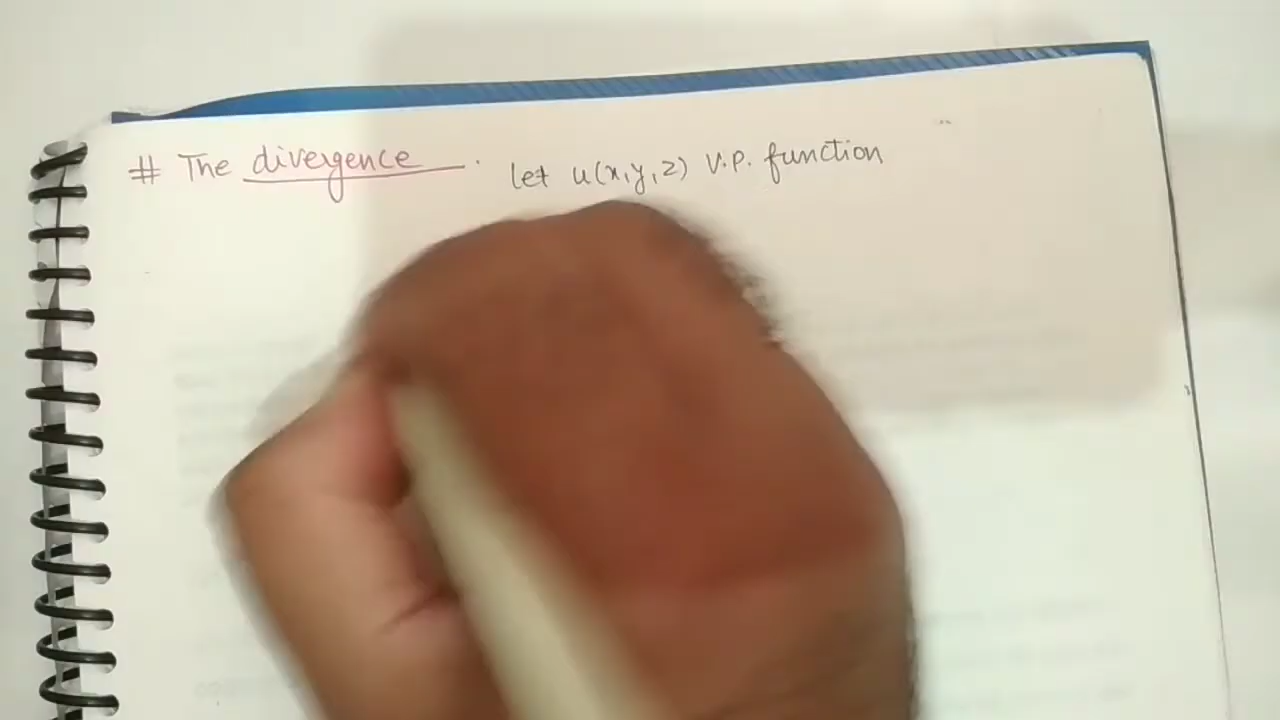 # The divergence. let u(x,y,z) V.P. function